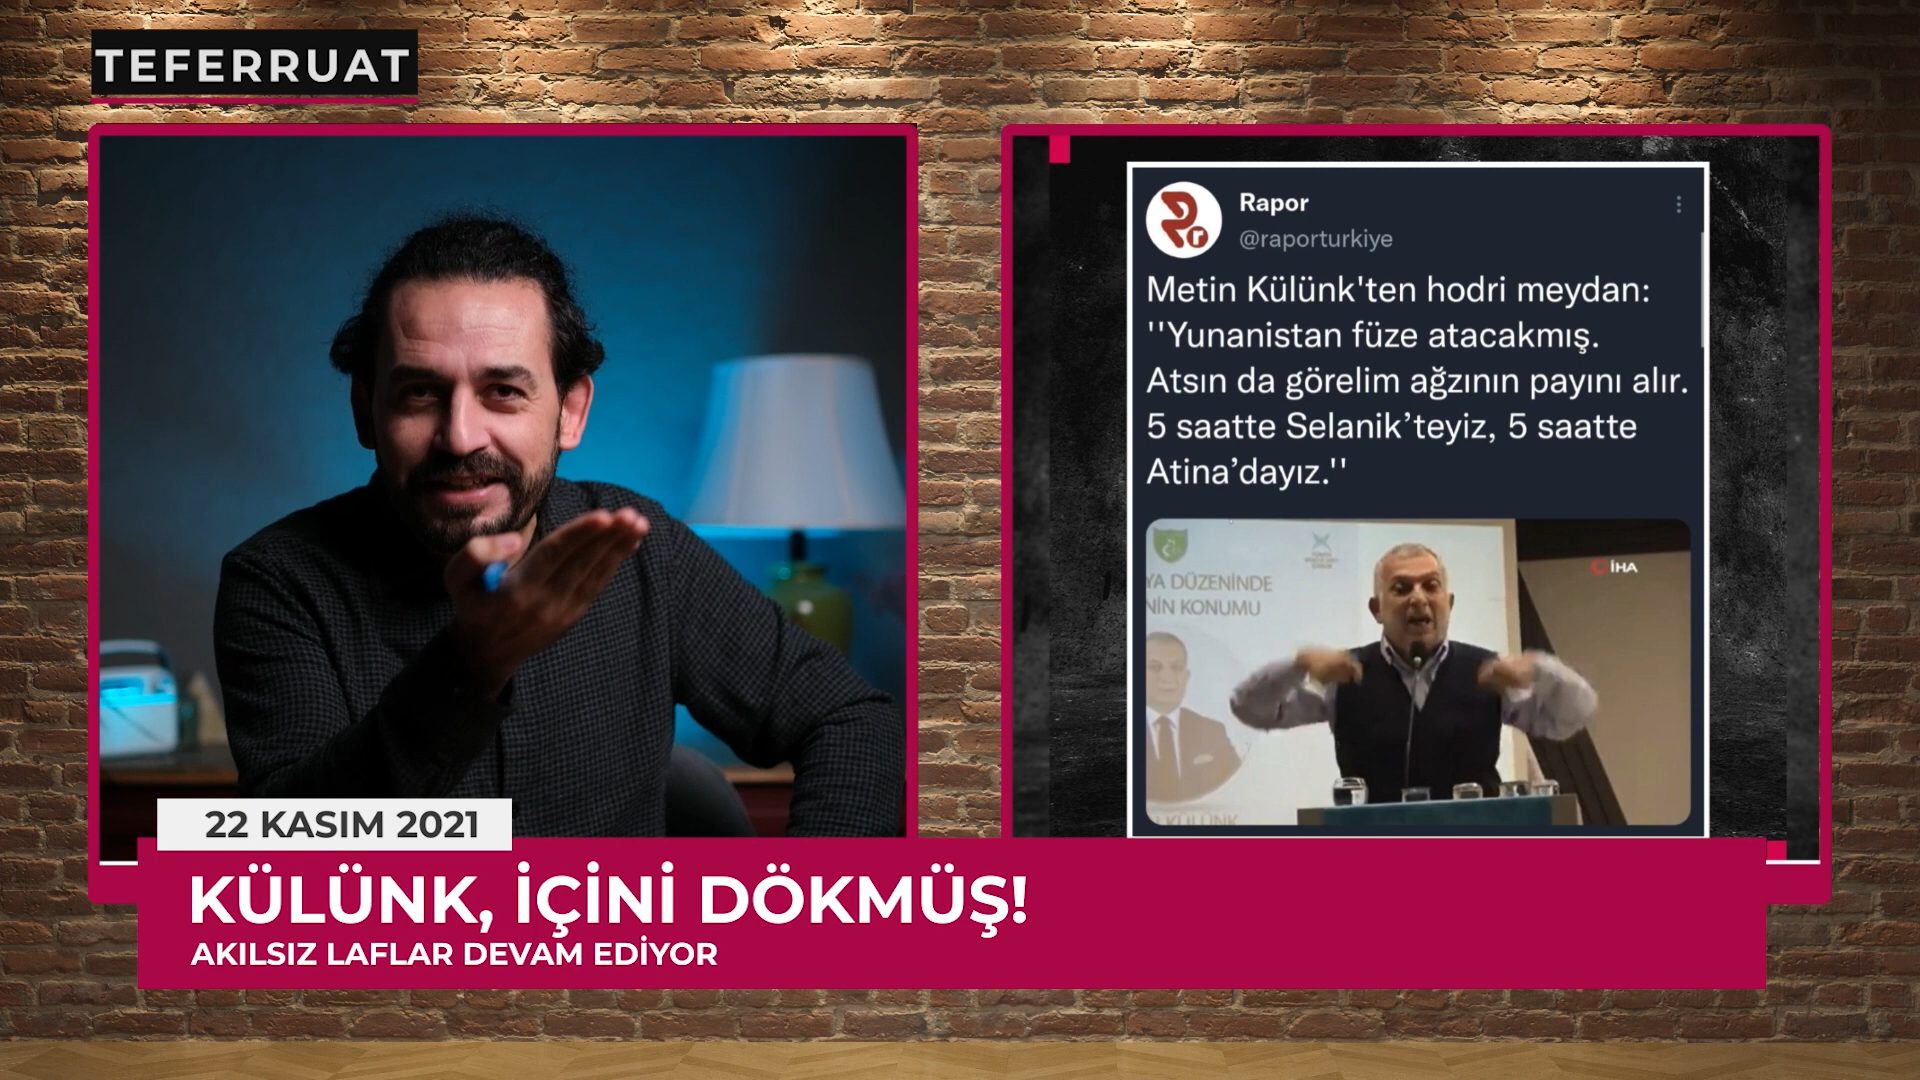 TEFERRUAT
Rapor
@raporturkiye
Metin Külünk'ten hodri meydan:
''Yunanistan füze atacakmış.
Atsın da görelim ağzının payını alır.
5 saatte Selanik’teyiz, 5 saatte
Atina’dayız.''
İHA
YA DÜZENİNDE
NİN KONUMU
KÜLÜNK
22 KASIM 2021
KÜLÜNK, İÇİNİ DÖKMÜŞ!
AKILSIZ LAFLAR DEVAM EDİYOR